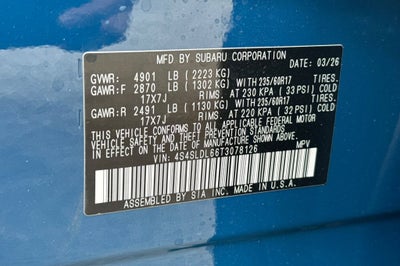 MFD BY SUBARU CORPORATION DATE: 03/26
GVWR: 4901 LB (2223 KG)
GAWR:F 2870 LB (1302 KG) WITH 235/60R17 TIRES.
17X7J RIMS. AT 230 KPA (33 PSI) COLD
GAWR:R 2491 LB (1130 KG) WITH 235/60R17 TIRES.
17X7J RIMS. AT 220 KPA (32 PSI) COLD
THIS VEHICLE CONFORMS TO ALL APPLICABLE
FEDERAL MOTOR VEHICLE SAFETY STANDARDS
IN EFFECT ON THE DATE OF MANUFACTURE
SHOWN ABOVE.
VIN: 4S4SLDL66T3078126 MPV
ASSEMBLED BY SIA INC. MADE IN U.S.A.